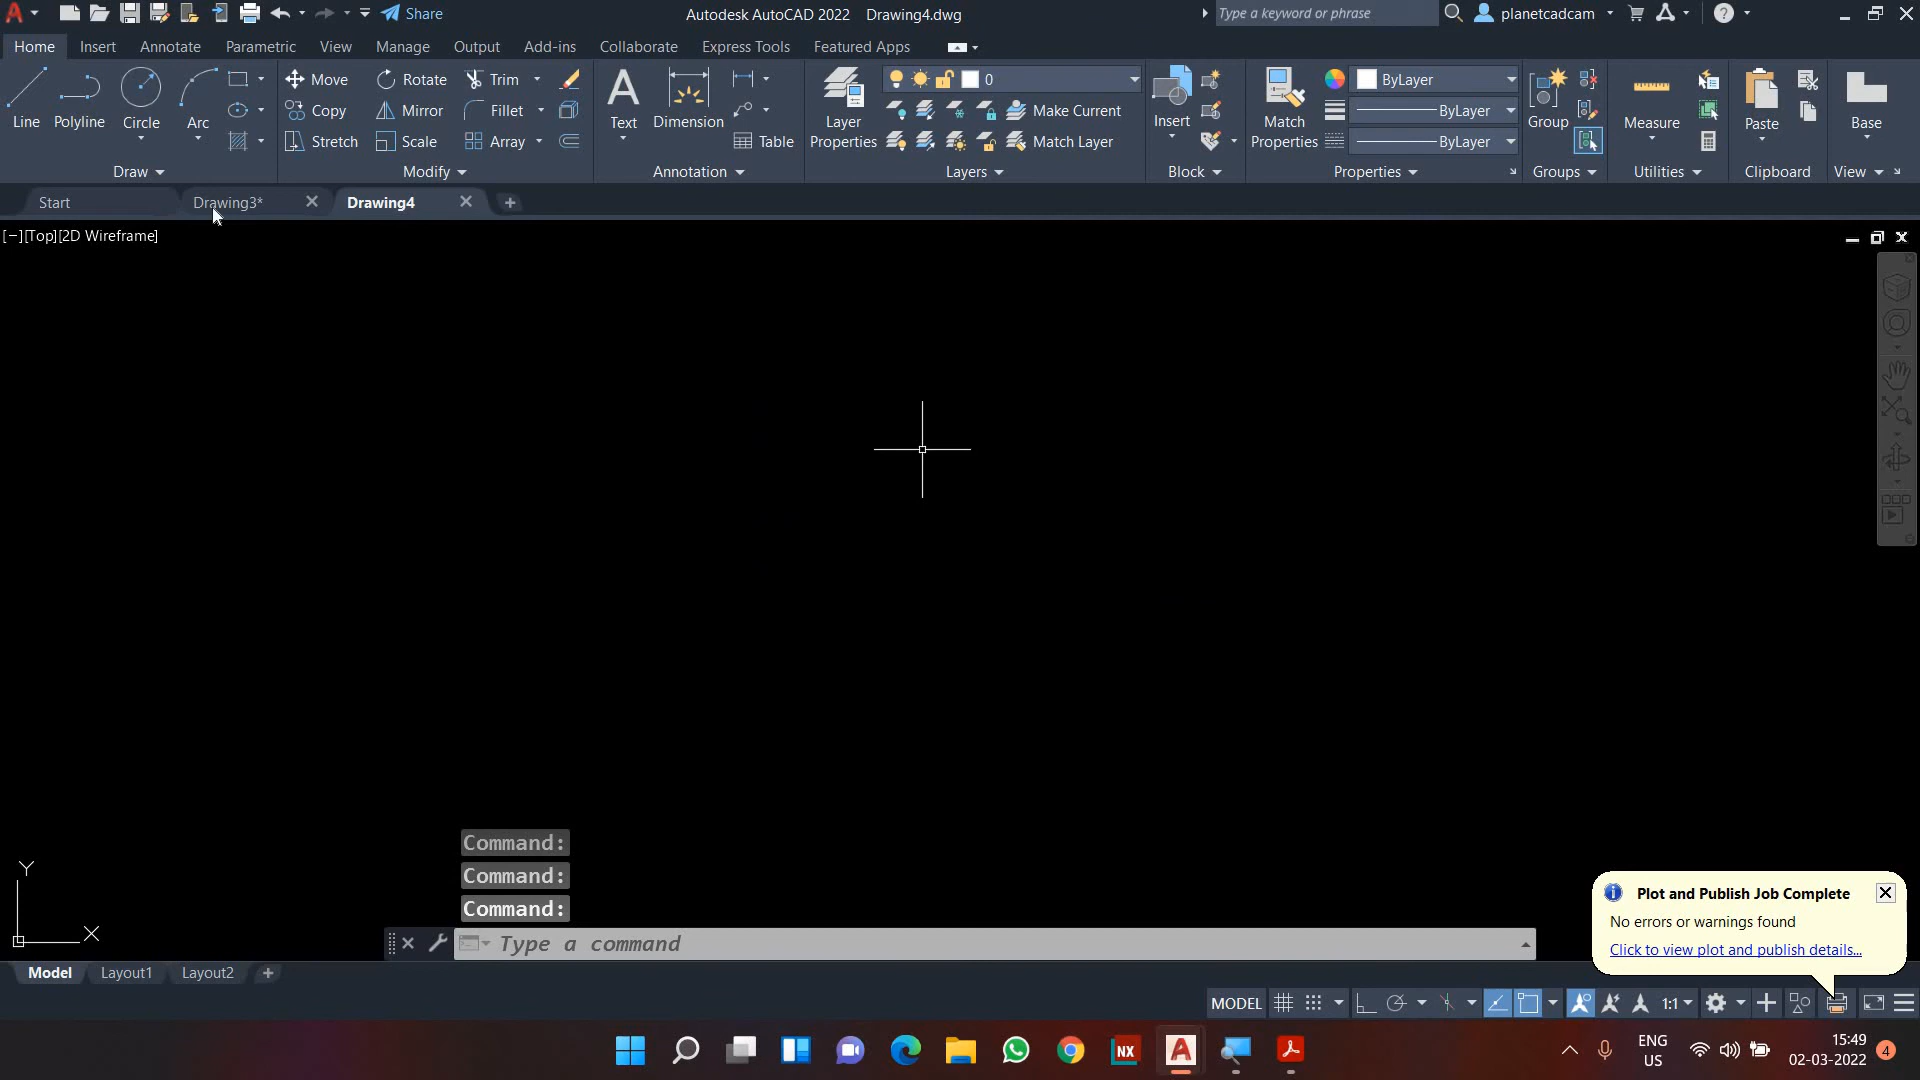 Share
Autodesk AutoCAD 2022 Drawing4.dwg
Type a keyword or phrase
planetcadcam
Home Insert Annotate Parametric View Manage Output Add-ins Collaborate Express Tools Featured Apps
Line Polyline Circle Arc
Move Rotate Trim
Copy Mirror Fillet
Stretch Scale Array
Text Dimension Table
Layer Properties
0
Make Current
Match Layer
Insert
Match Properties
ByLayer
ByLayer
ByLayer
Group
Measure
Paste
Base
Draw Modify Annotation Layers Block Properties Groups Utilities Clipboard View
Start Drawing3* Drawing4
[−][Top][2D Wireframe]
Y
X
Command:
Command:
Command:
Type a command
Plot and Publish Job Complete
No errors or warnings found
Click to view plot and publish details...
Model Layout1 Layout2
MODEL 1:1
NX
ENG
US
15:49
02-03-2022
4